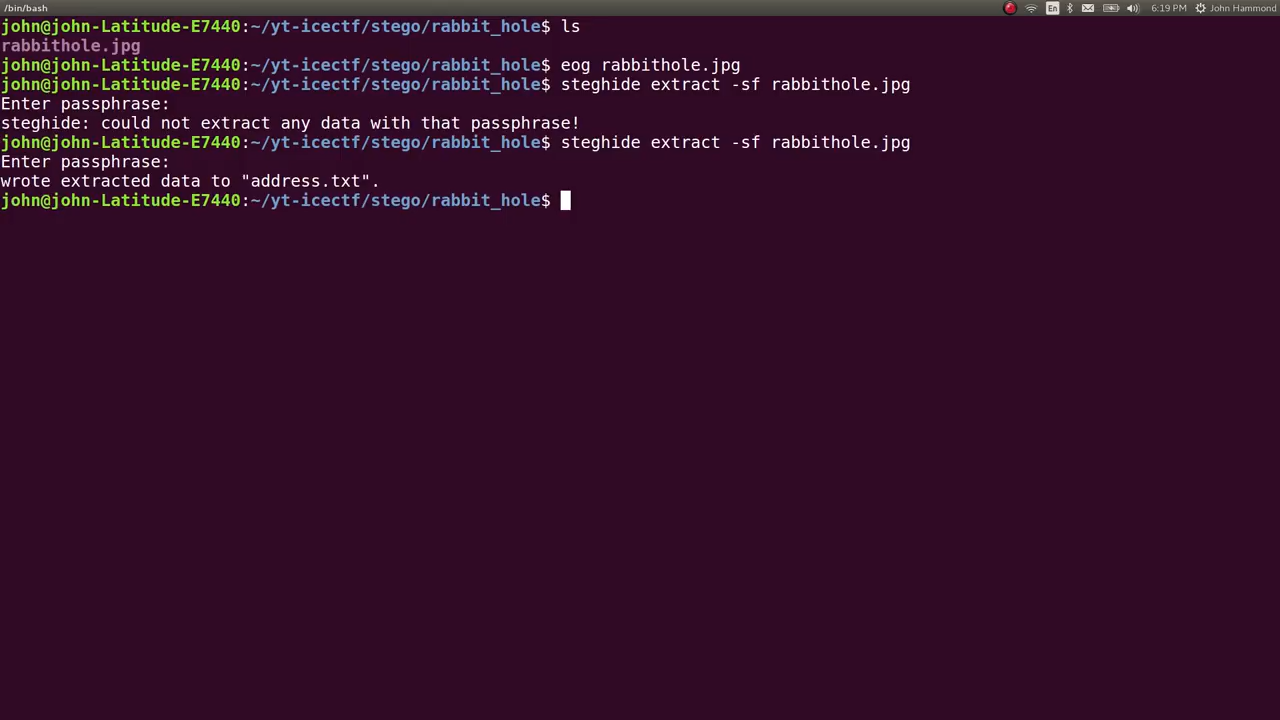 /bin/bash En 6:19 PM John Hammond
john@john-Latitude-E7440:~/yt-icectf/stego/rabbit_hole$ ls
rabbithole.jpg
john@john-Latitude-E7440:~/yt-icectf/stego/rabbit_hole$ eog rabbithole.jpg
john@john-Latitude-E7440:~/yt-icectf/stego/rabbit_hole$ steghide extract -sf rabbithole.jpg
Enter passphrase:
steghide: could not extract any data with that passphrase!
john@john-Latitude-E7440:~/yt-icectf/stego/rabbit_hole$ steghide extract -sf rabbithole.jpg
Enter passphrase:
wrote extracted data to "address.txt".
john@john-Latitude-E7440:~/yt-icectf/stego/rabbit_hole$